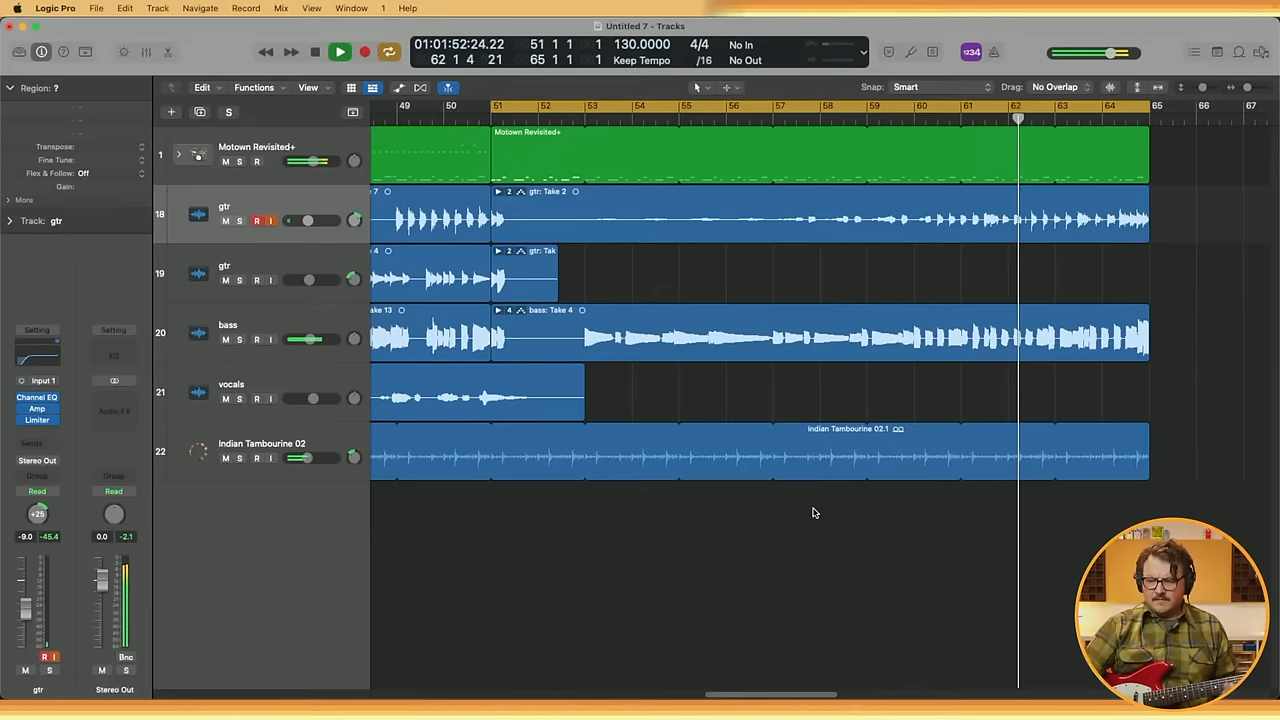 Logic Pro File Edit Track Navigate Record Mix View Window 1 Help
Untitled 7 - Tracks
01:01:52:24.22 51 1 1 1 130.0000 4/4 No In
62 1 4 21 65 1 1 1 Keep Tempo /16 No Out
1234
Region: ?
Edit Functions View Snap: Smart Drag: No Overlap
S
49 50 51 52 53 54 55 56 57 58 59 60 61 62 63 64 65 66 67
Transpose:
Fine Tune:
Flex & Follow: Off
Gain:
More
Track: gtr
1 Motown Revisited+
M S R
Motown Revisited+
18 gtr
M S R I
7
2 gtr: Take 2
19 gtr
M S R I
4
2 gtr: Tak
20 bass
M S R I
ake 13
4 bass: Take 4
21 vocals
M S R I
22 Indian Tambourine 02
M S R I
Indian Tambourine 02.1
Setting Setting
EQ
Input 1
Channel EQ
Amp
Limiter
Audio FX
Sends
Stereo Out
Group Group
Read Read
+25
-9.0 -45.4 0.0 -2.1
R I Bnc
M S M S
gtr Stereo Out